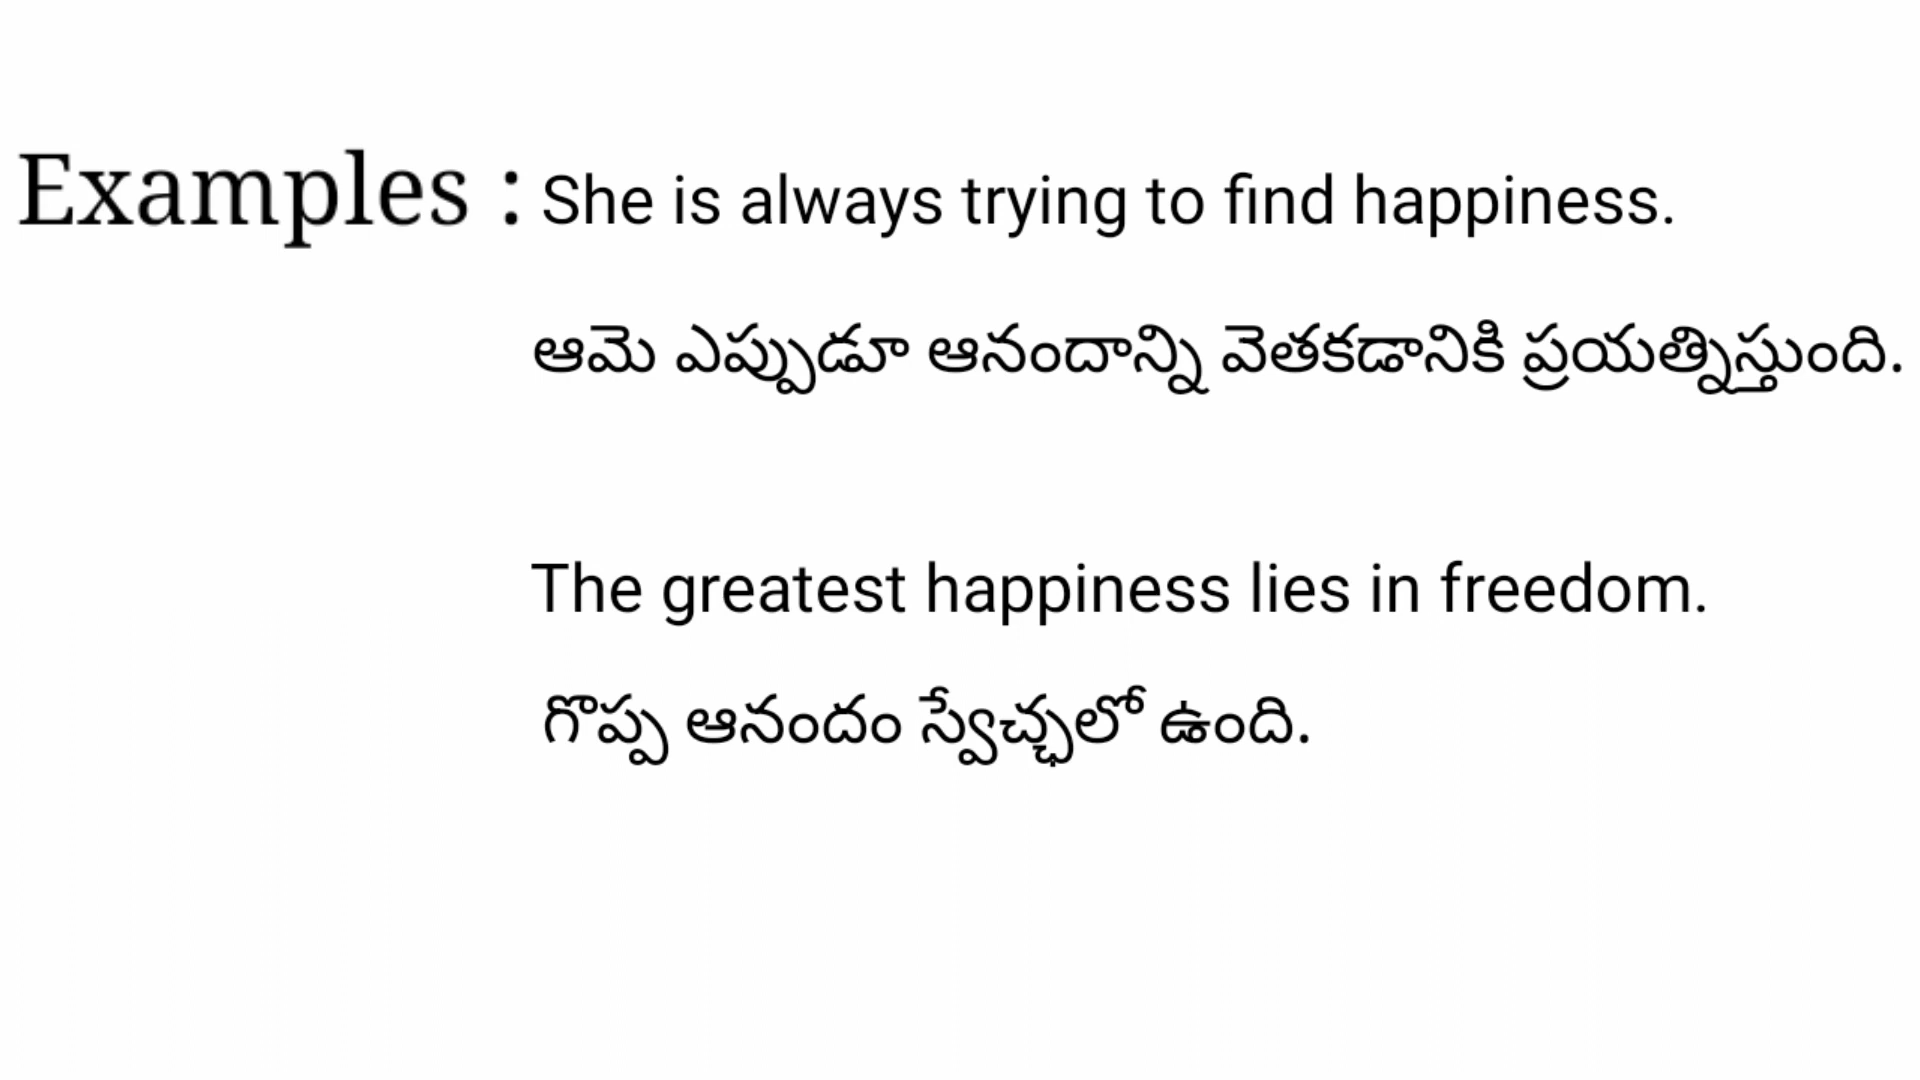 Examples : She is always trying to find happiness.
ఆమె ఎప్పుడూ ఆనందాన్ని వెతకడానికి ప్రయత్నిస్తుంది.
The greatest happiness lies in freedom.
గొప్ప ఆనందం స్వేచ్ఛలో ఉంది.